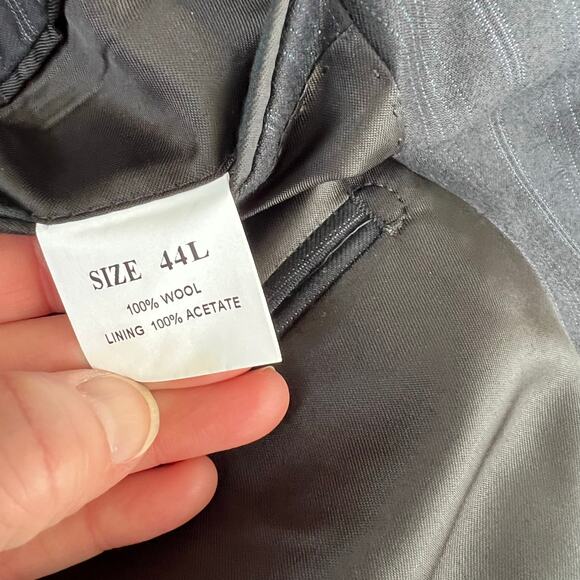 SIZE 44L
100% WOOL
LINING 100% ACETATE